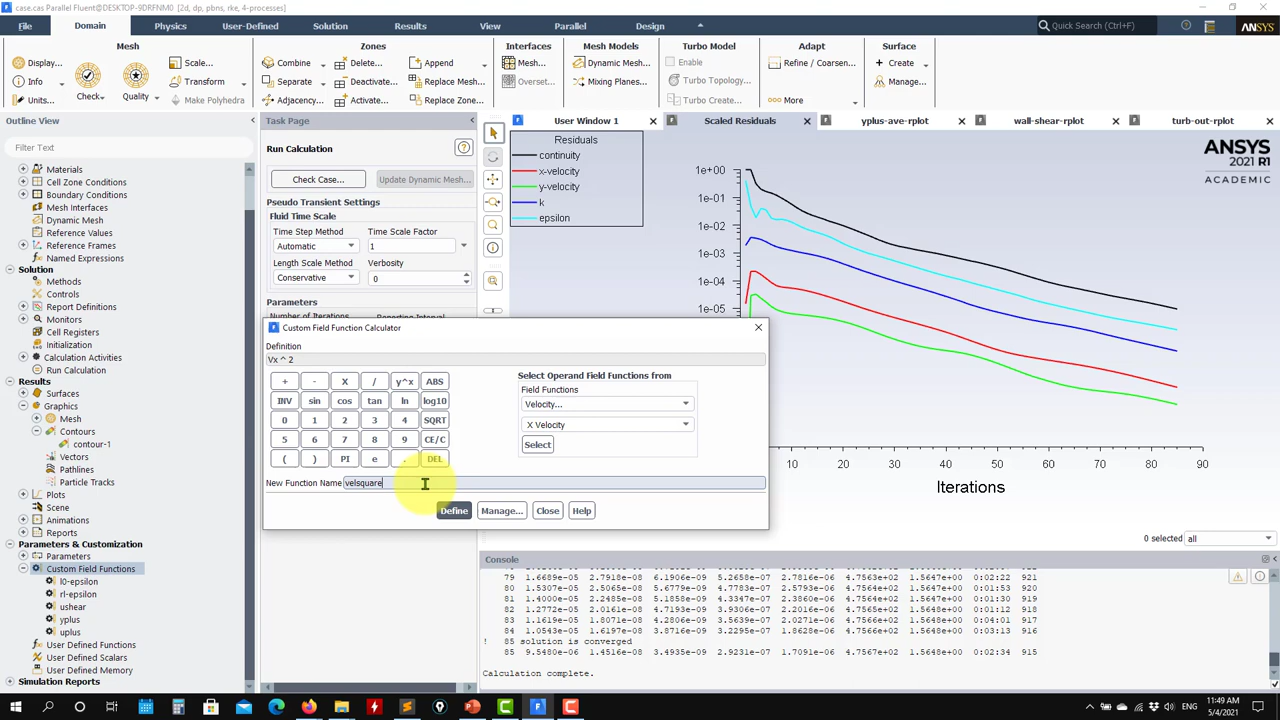 case.cas Parallel Fluent@DESKTOP-9DRFNM0 [2d, dp, pbns, rke, 4-processes]
File Domain Physics User-Defined Solution Results View Parallel Design
Quick Search (Ctrl+F)
ANSYS
Mesh Zones Interfaces Mesh Models Turbo Model Adapt Surface
Display... Scale... Combine Delete... Append Mesh... Dynamic Mesh... Enable Refine / Coarsen... Create
Info Transform Separate Deactivate... Replace Mesh... Overset... Mixing Planes... Turbo Topology... Manage...
Units... Check Quality Make Polyhedra Adjacency... Activate... Replace Zone... Turbo Create... More
Outline View
Filter Text
Materials
Cell Zone Conditions
Boundary Conditions
Mesh Interfaces
Dynamic Mesh
Reference Values
Reference Frames
Named Expressions
Solution
Methods
Controls
Report Definitions
Monitors
Cell Registers
Initialization
Calculation Activities
Run Calculation
Results
Surfaces
Graphics
Mesh
Contours
contour-1
Vectors
Pathlines
Particle Tracks
Plots
Scene
Animations
Reports
Parameters & Customization
Parameters
Custom Field Functions
l0-epsilon
rl-epsilon
ushear
yplus
uplus
User Defined Functions
User Defined Scalars
User Defined Memory
Simulation Reports
Task Page
Run Calculation
Check Case... Update Dynamic Mesh...
Pseudo Transient Settings
Fluid Time Scale
Time Step Method Time Scale Factor
Automatic 1
Length Scale Method Verbosity
Conservative 0
Parameters
Number of Iterations Reporting Interval
User Window 1 Scaled Residuals yplus-ave-rplot wall-shear-rplot turb-out-rplot
Residuals
continuity
x-velocity
y-velocity
k
epsilon
1e+00
1e-01
1e-02
1e-03
1e-04
1e-05
ANSYS
2021 R1
ACADEMIC
10 20 30 40 50 60 70 80 90
Iterations
0 selected all
Custom Field Function Calculator
Definition
Vx ^ 2
+ - X / y^x ABS
INV sin cos tan ln log10
0 1 2 3 4 SQRT
5 6 7 8 9 CE/C
( ) PI e . DEL
Select Operand Field Functions from
Field Functions
Velocity...
X Velocity
Select
New Function Name velsquare
Define Manage... Close Help
Console
79 1.6689e-05 2.7918e-08 6.1906e-09 5.2658e-07 2.7816e-06 4.7563e+02 1.5647e+00 0:02:22 921
80 1.5307e-05 2.5065e-08 5.6779e-09 4.7783e-07 2.5793e-06 4.7564e+02 1.5647e+00 0:01:53 920
81 1.4000e-05 2.2485e-08 5.1858e-09 4.3347e-07 2.3860e-06 4.7564e+02 1.5647e+00 0:01:30 919
82 1.2772e-05 2.0161e-08 4.7193e-09 3.9306e-07 2.2016e-06 4.7565e+02 1.5648e+00 0:01:12 918
83 1.1619e-05 1.8071e-08 4.2806e-09 3.5639e-07 2.0271e-06 4.7566e+02 1.5648e+00 0:04:01 917
84 1.0543e-05 1.6197e-08 3.8716e-09 3.2295e-07 1.8628e-06 4.7566e+02 1.5648e+00 0:03:13 916
! 85 solution is converged
85 9.5480e-06 1.4516e-08 3.4935e-09 2.9231e-07 1.7091e-06 4.7567e+02 1.5648e+00 0:02:34 915
Calculation complete.
ENG 11:49 AM
5/4/2021